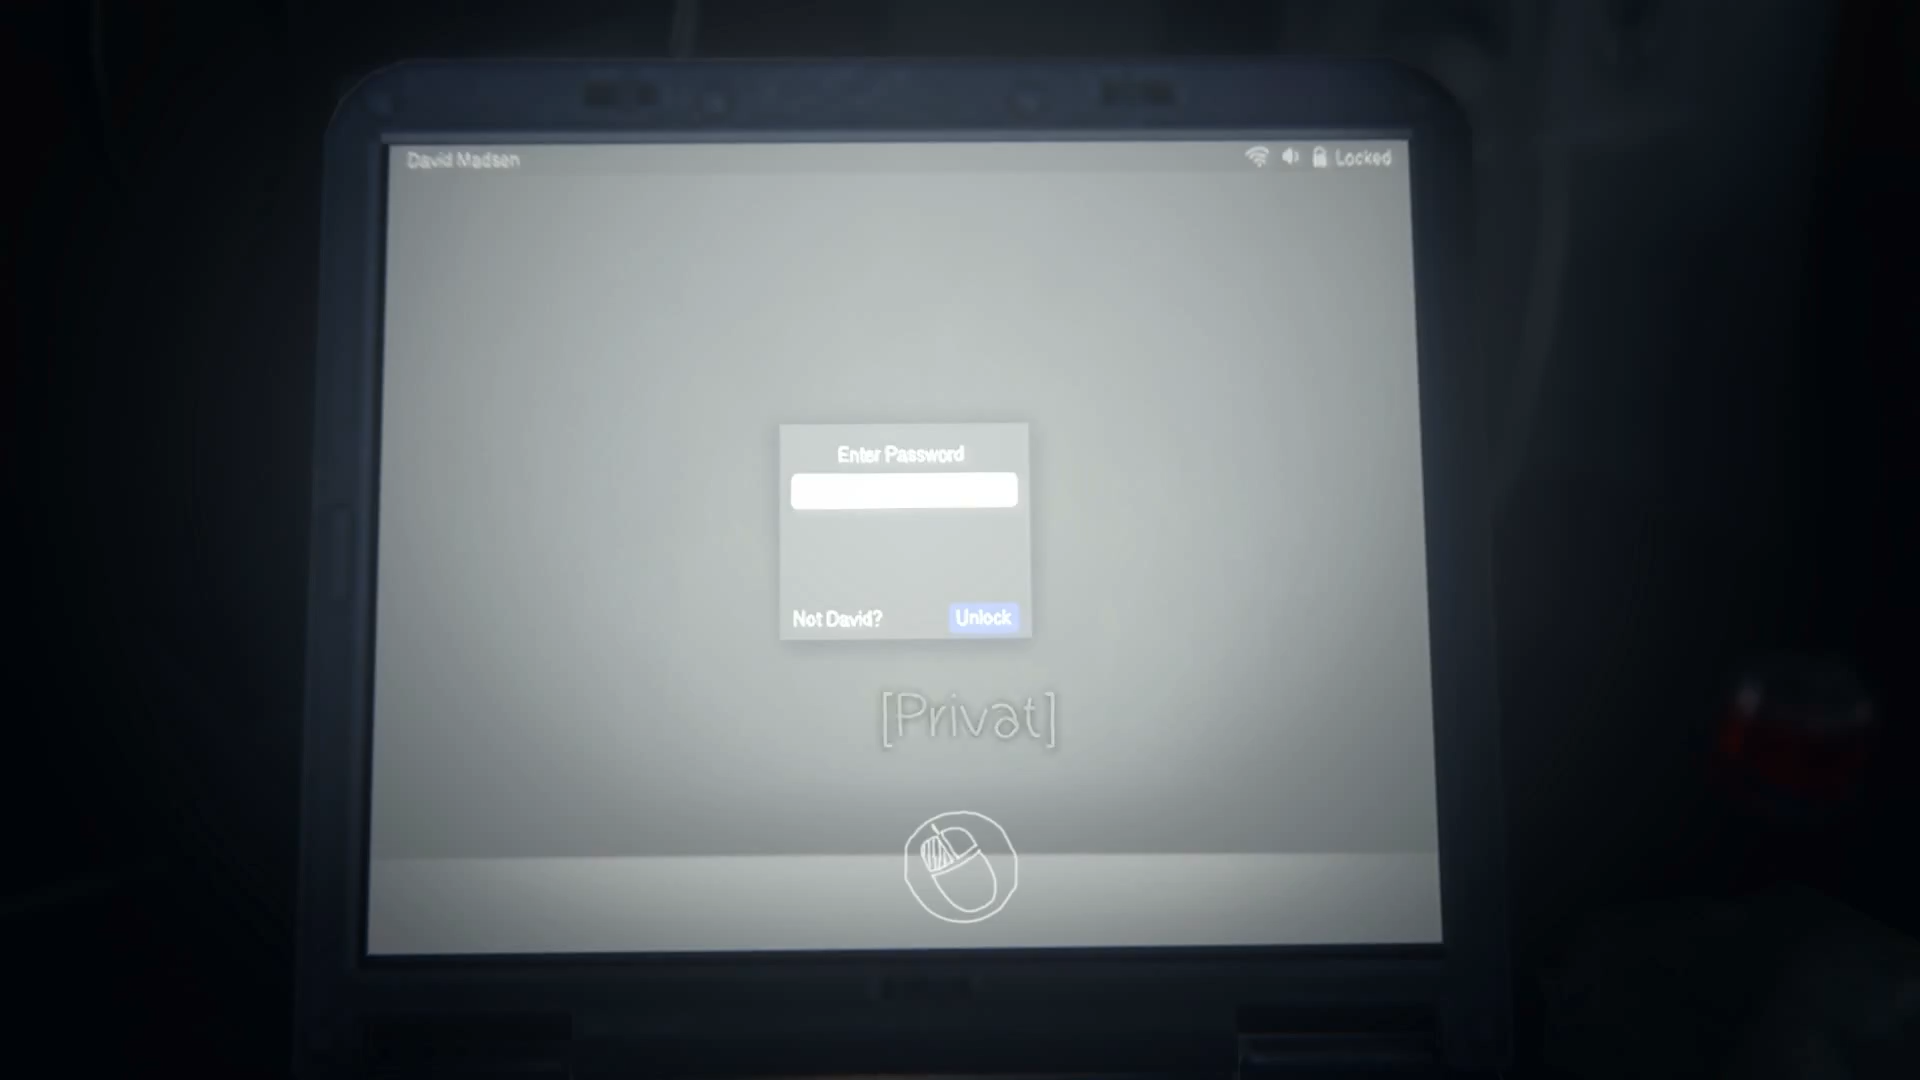 David Madsen
Locked
Enter Password
Not David?
Unlock
[Privat]